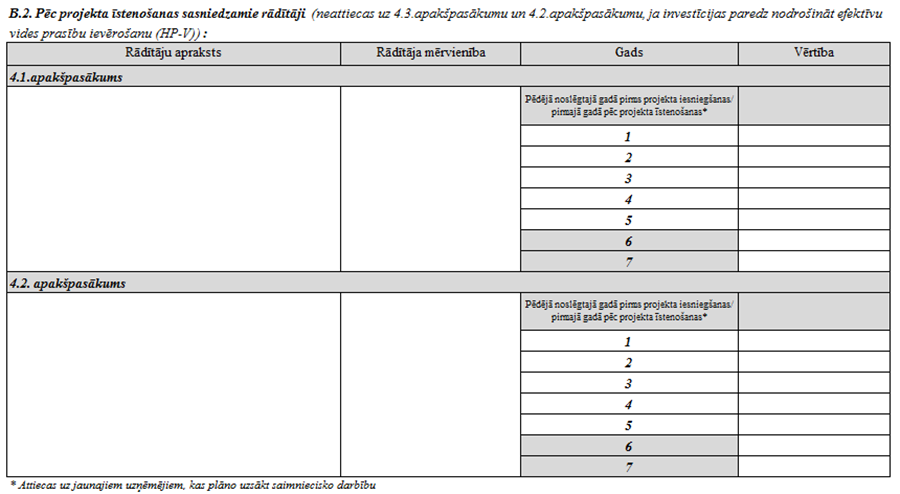 B.2. Pēc projekta īstenošanas sasniedzamie rādītāji (neattiecas uz 4.3.apakšpasākumu un 4.2.apakšpasākumu, ja investīcijas paredz nodrošināt efektīvu
vides prasību ievērošanu (HP-V)) :
Rādītāju apraksts Rādītāja mērvienība Gads Vērtība
4.1.apakšpasākums
Pēdējā noslēgtajā gadā pirms projekta iesniegšanas/
pirmajā gadā pēc projekta īstenošanas*
1
2
3
4
5
6
7
4.2. apakšpasākums
Pēdējā noslēgtajā gadā pirms projekta iesniegšanas/
pirmajā gadā pēc projekta īstenošanas*
1
2
3
4
5
6
7
* Attiecas uz jaunajiem uzņēmējiem, kas plāno uzsākt saimniecisko darbību